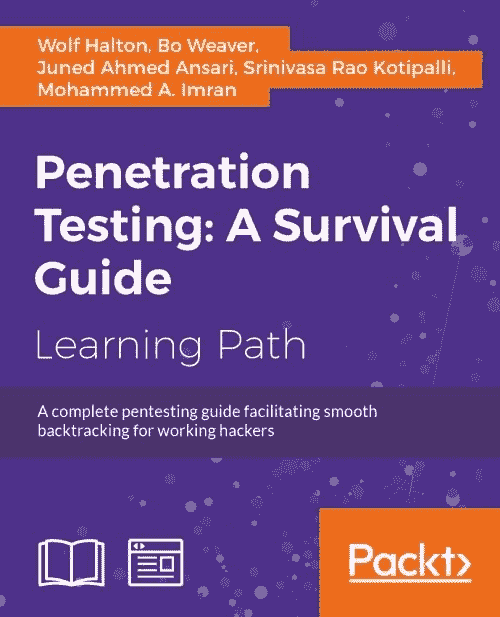 Wolf Halton, Bo Weaver,
Juned Ahmed Ansari, Srinivasa Rao Kotipalli,
Mohammed A. Imran
Penetration
Testing: A Survival
Guide
Learning Path
A complete pentesting guide facilitating smooth
backtracking for working hackers
Packt>